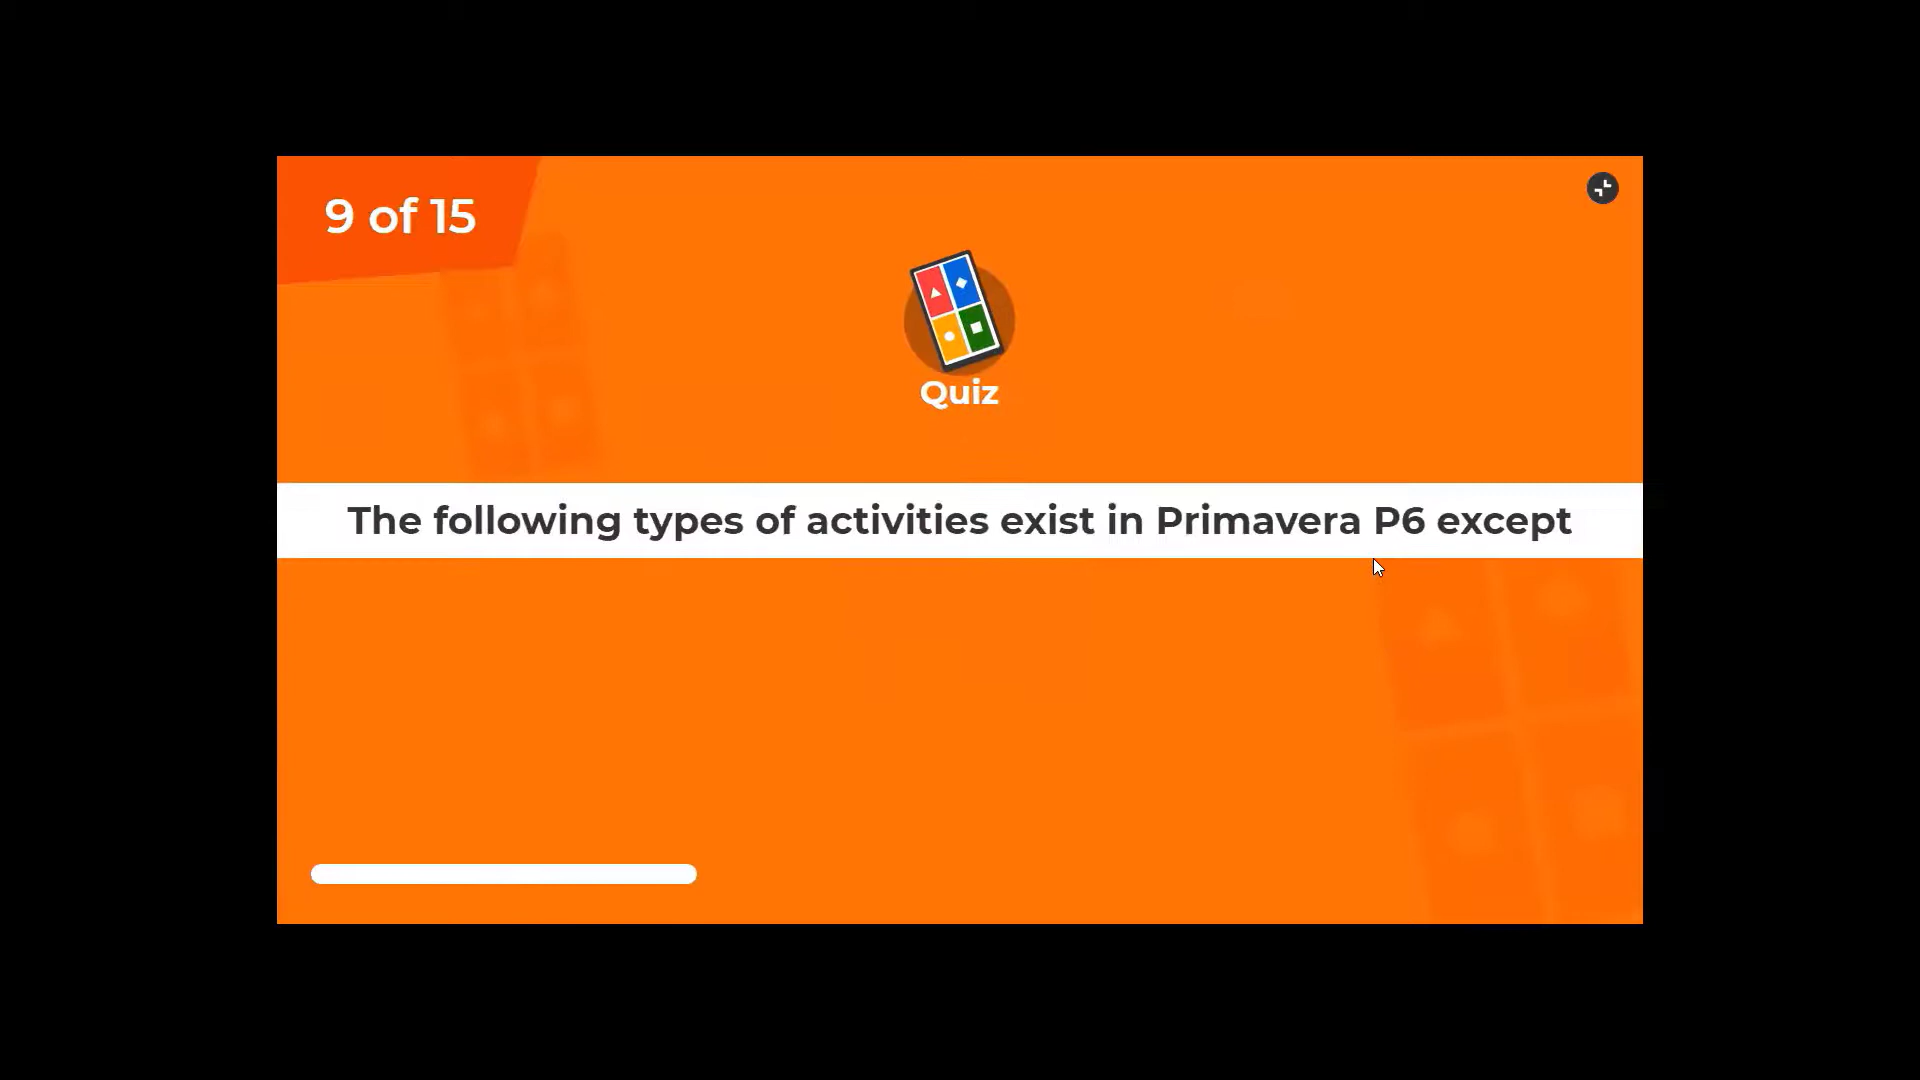 9 of 15
Quiz
The following types of activities exist in Primavera P6 except